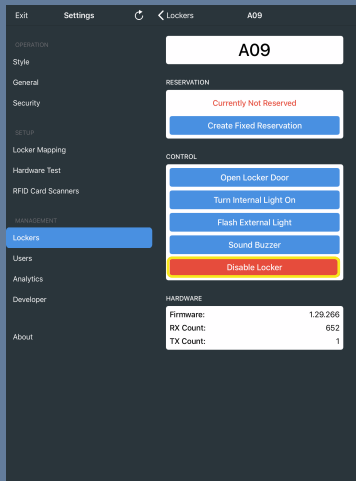 Exit Settings
OPERATION
Style
General
Security
SETUP
Locker Mapping
Hardware Test
RFID Card Scanners
MANAGEMENT
Lockers
Users
Analytics
Developer
About
Lockers A09
A09
RESERVATION
Currently Not Reserved
Create Fixed Reservation
CONTROL
Open Locker Door
Turn Internal Light On
Flash External Light
Sound Buzzer
Disable Locker
HARDWARE
Firmware: 1.29.266
RX Count: 652
TX Count: 1